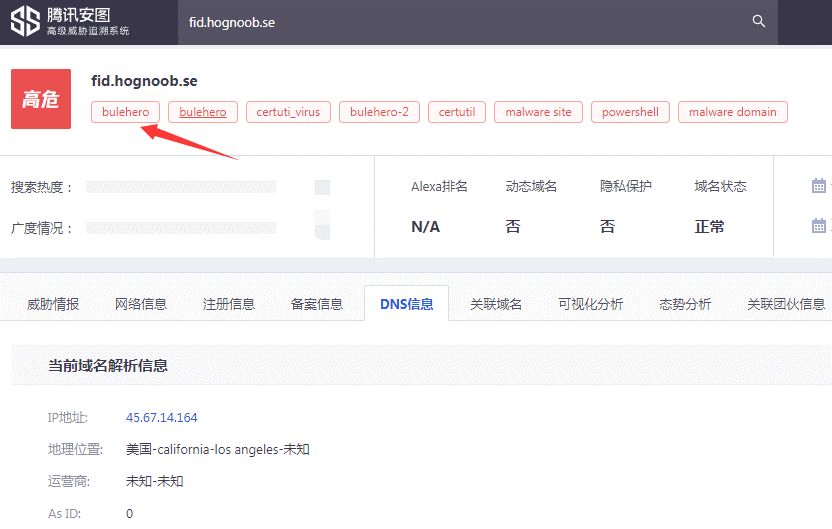 腾讯安图
高级威胁追溯系统
fid.hognoob.se
高危
fid.hognoob.se
bulehero bulehero certuti_virus bulehero-2 certutil malware site powershell malware domain
搜索热度：
广度情况：
Alexa排名 动态域名 隐私保护 域名状态
N/A 否 否 正常
威胁情报 网络信息 注册信息 备案信息 DNS信息 关联域名 可视化分析 态势分析 关联团伙信息
当前域名解析信息
IP地址: 45.67.14.164
地理位置: 美国-california-los angeles-未知
运营商: 未知-未知
As ID: 0